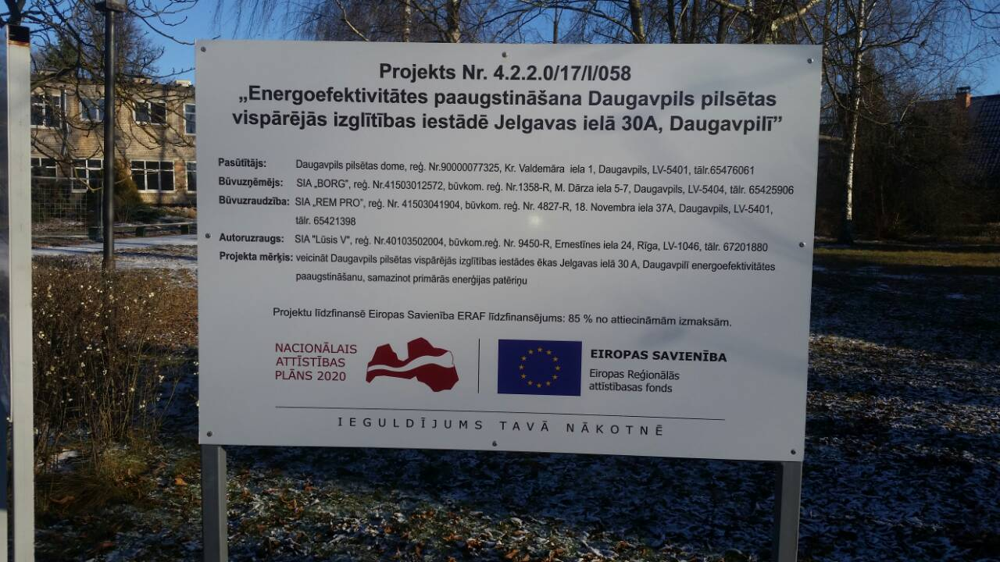 Projekts Nr. 4.2.2.0/17/I/058
„Energoefektivitātes paaugstināšana Daugavpils pilsētas
vispārējās izglītības iestādē Jelgavas ielā 30A, Daugavpilī”
Pasūtītājs: Daugavpils pilsētas dome, reģ. Nr.90000077325, Kr. Valdemāra iela 1, Daugavpils, LV-5401, tālr.65476061
Būvuzņēmējs: SIA „BORG”, reģ. Nr.41503012572, būvkom. reģ. Nr.1358-R, M. Dārza iela 5-7, Daugavpils, LV-5404, tālr. 65425906
Būvuzraudzība: SIA „REM PRO”, reģ. Nr. 41503041904, būvkom. reģ. Nr. 4827-R, 18. Novembra iela 37A, Daugavpils, LV-5401,
tālr. 65421398
Autoruzraugs: SIA "Lūsis V", reģ. Nr.40103502004, būvkom.reģ. Nr. 9450-R, Ernestīnes iela 24, Rīga, LV-1046, tālr. 67201880
Projekta mērķis: veicināt Daugavpils pilsētas vispārējās izglītības iestādes ēkas Jelgavas ielā 30 A, Daugavpilī energoefektivitātes
paaugstināšanu, samazinot primārās enerģijas patēriņu
Projektu līdzfinansē Eiropas Savienība ERAF līdzfinansējums: 85 % no attiecināmām izmaksām.
NACIONĀLAIS
ATTĪSTĪBAS
PLĀNS 2020
EIROPAS SAVIENĪBA
Eiropas Reģionālās
attīstībasas fonds
IEGULDĪJUMS TAVĀ NĀKOTNĒ